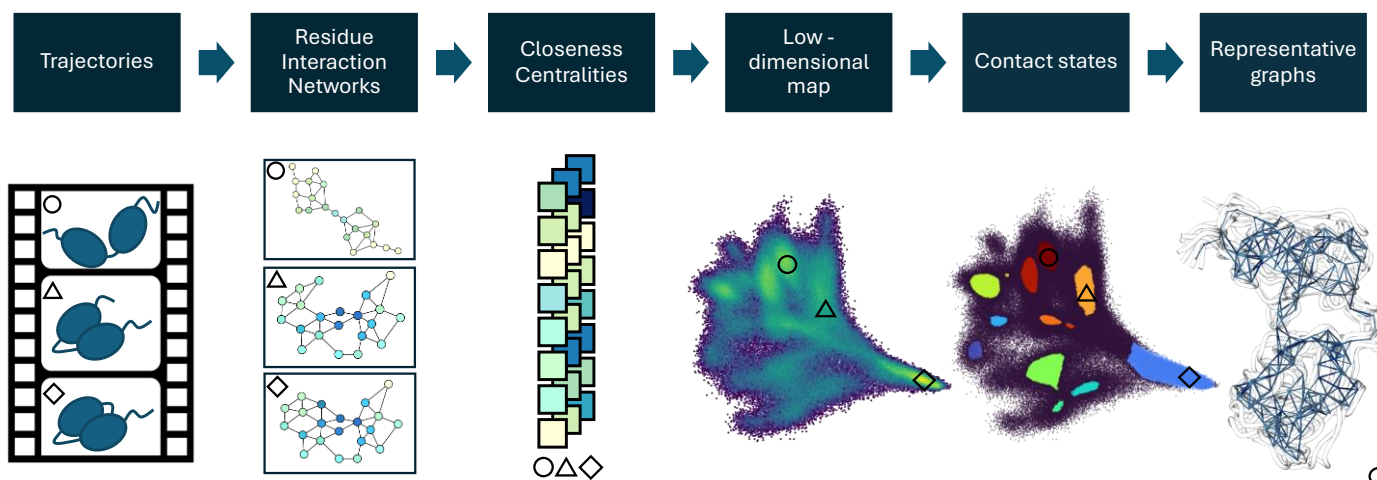 Trajectories
Residue
Interaction
Networks
Closeness
Centralities
Low -
dimensional
map
Contact states
Representative
graphs